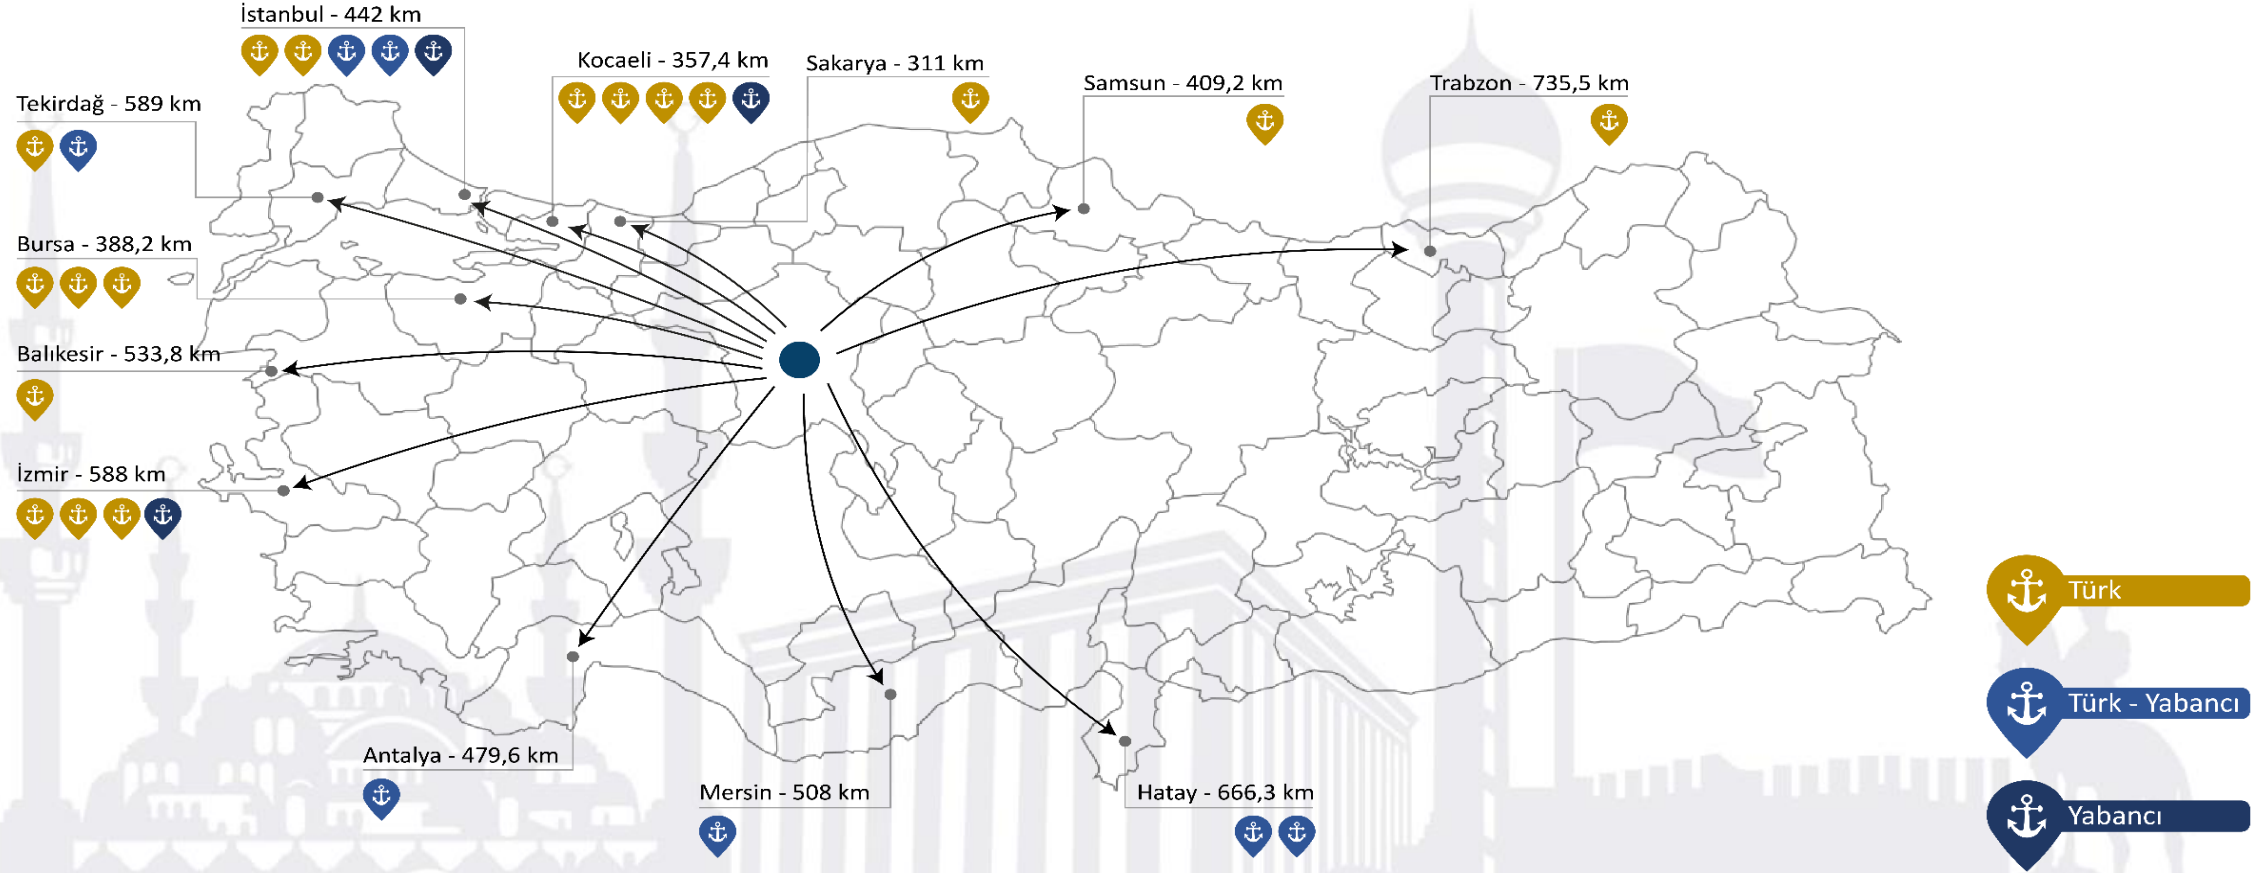 İstanbul - 442 km
Kocaeli - 357,4 km
Sakarya - 311 km
Samsun - 409,2 km
Trabzon - 735,5 km
Tekirdağ - 589 km
Bursa - 388,2 km
Balıkesir - 533,8 km
İzmir - 588 km
Antalya - 479,6 km
Mersin - 508 km
Hatay - 666,3 km
Türk
Türk - Yabancı
Yabancı